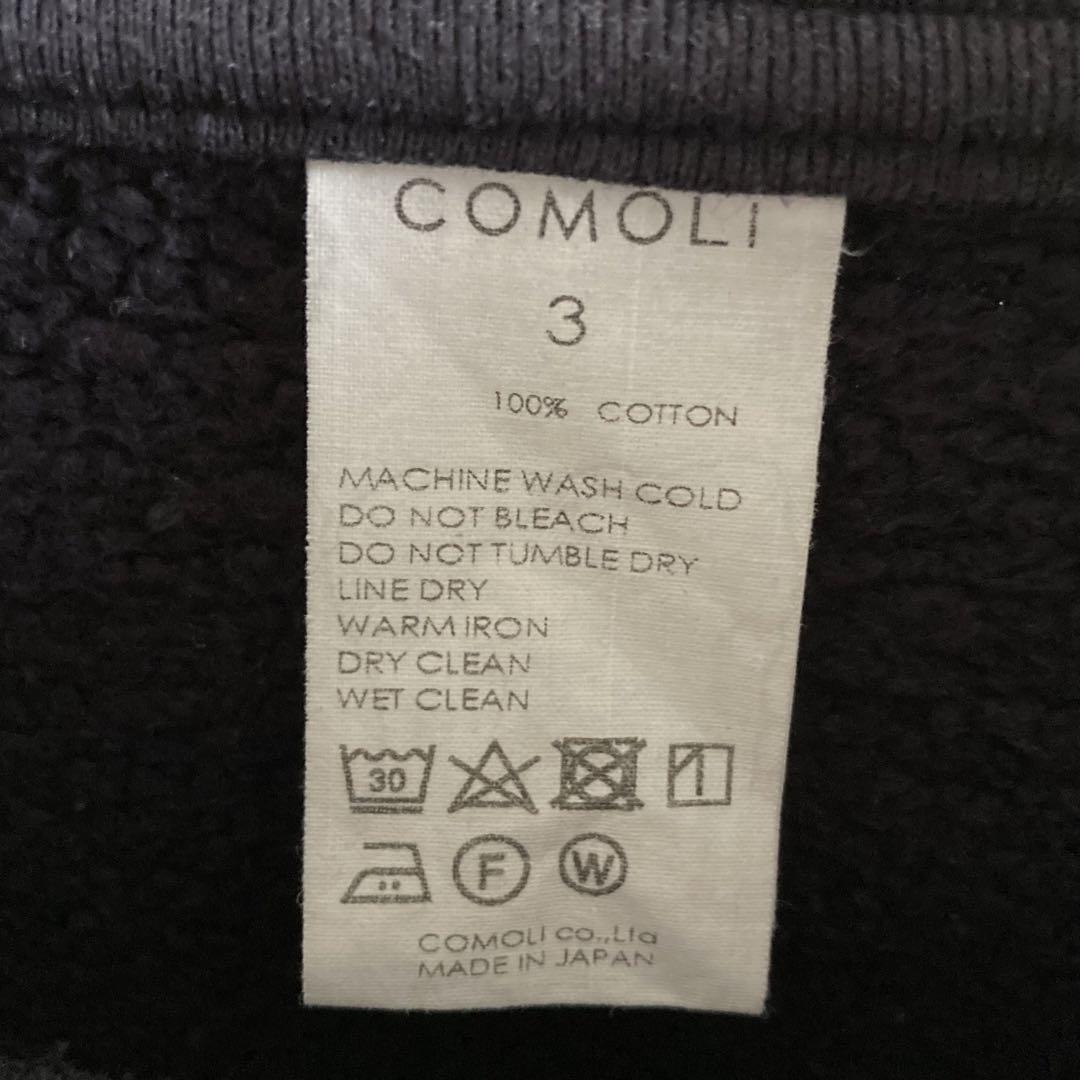 COMOLI
3
100% COTTON
MACHINE WASH COLD
DO NOT BLEACH
DO NOT TUMBLE DRY
LINE DRY
WARM IRON
DRY CLEAN
WET CLEAN
30
F W
COMOLI co.,Ltd
MADE IN JAPAN